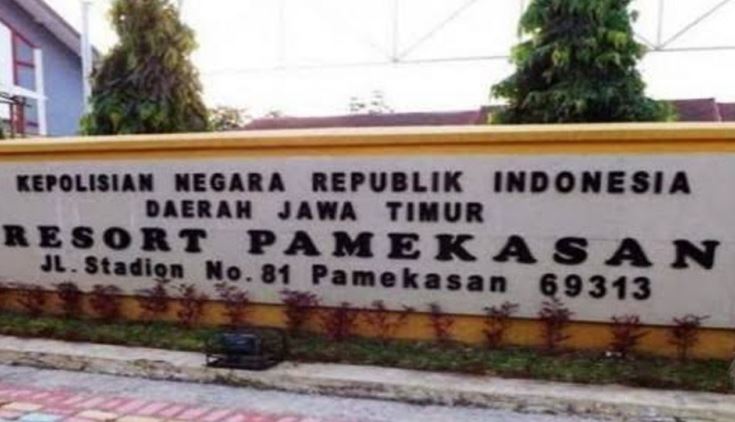 KEPOLISIAN NEGARA REPUBLIK INDONESIA
DAERAH JAWA TIMUR
RESORT PAMEKASAN
JL. Stadion No. 81 Pamekasan 69313